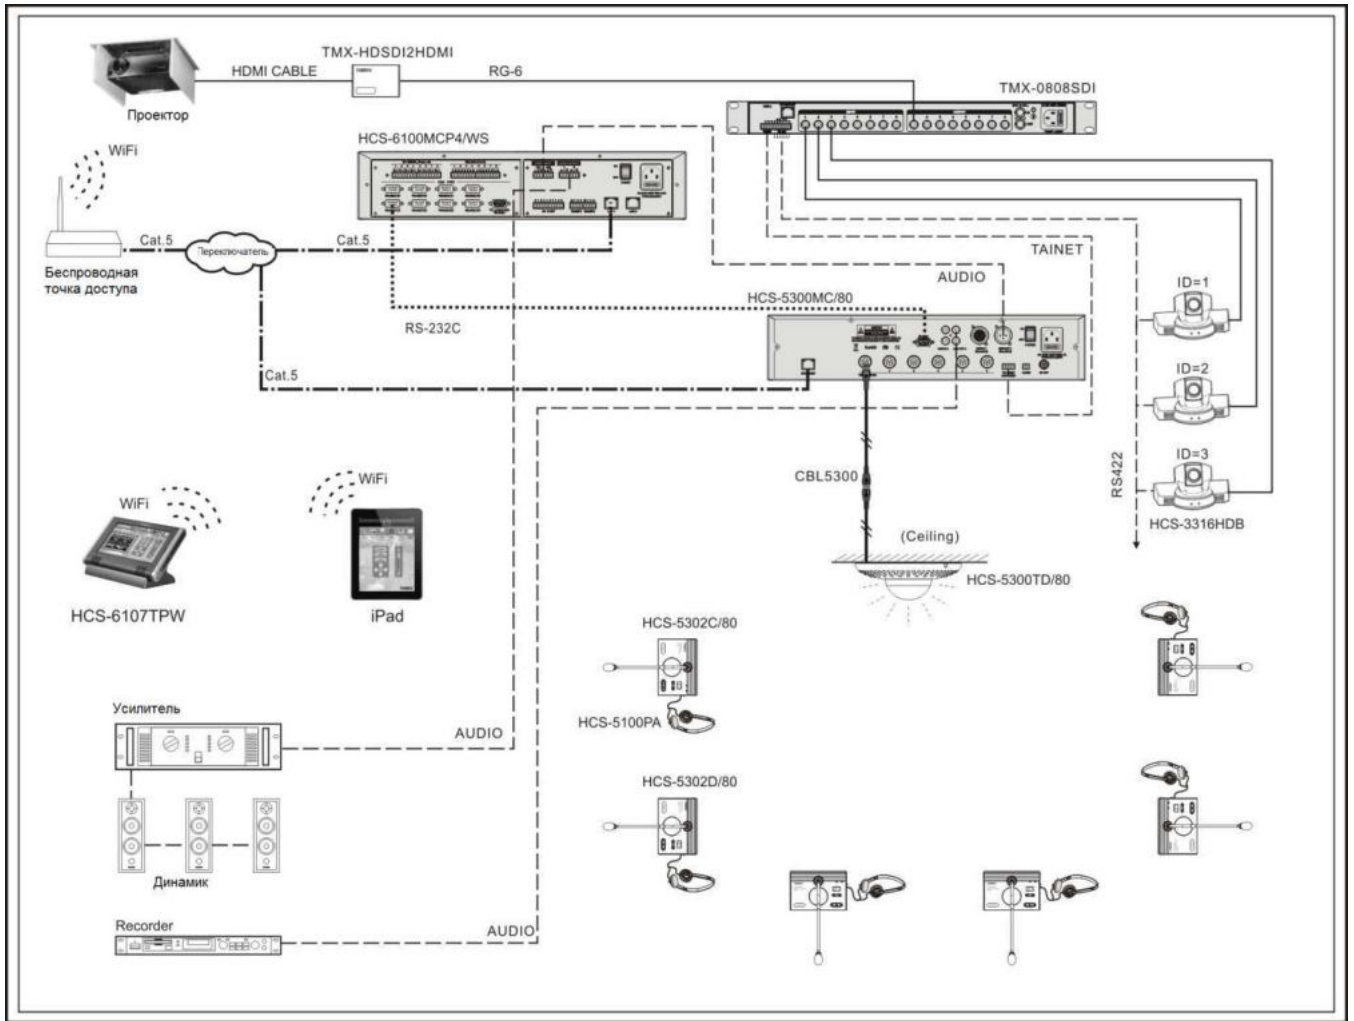 TMX-HDSDI2HDMI
HDMI CABLE
RG-6
TMX-0808SDI
Проектор
HCS-6100MCP4/WS
WiFi
Cat.5
Переключатель
Cat.5
TAINET
Беспроводная
точка доступа
AUDIO
ID=1
HCS-5300MC/80
RS-232C
Cat.5
ID=2
ID=3
RS422
CBL5300
WiFi
WiFi
HCS-3316HDB
(Ceiling)
HCS-5300TD/80
HCS-6107TPW
iPad
HCS-5302C/80
Усилитель
HCS-5100PA
AUDIO
HCS-5302D/80
Динамик
Recorder
AUDIO